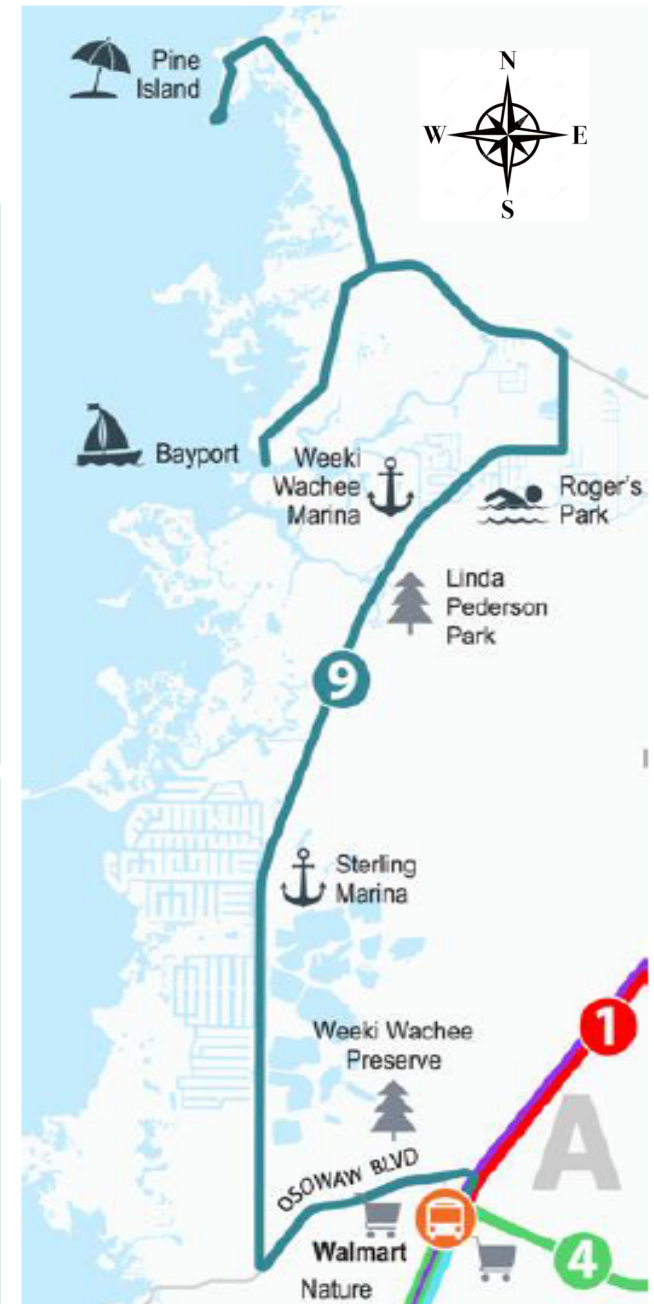 Pine
Island
N
W
E
S
Bayport
Weeki
Wachee
Marina
Roger's
Park
Linda
Pederson
Park
9
Sterling
Marina
1
Weeki Wachee
Preserve
A
OSOWAW BLVD
Walmart
4
Nature